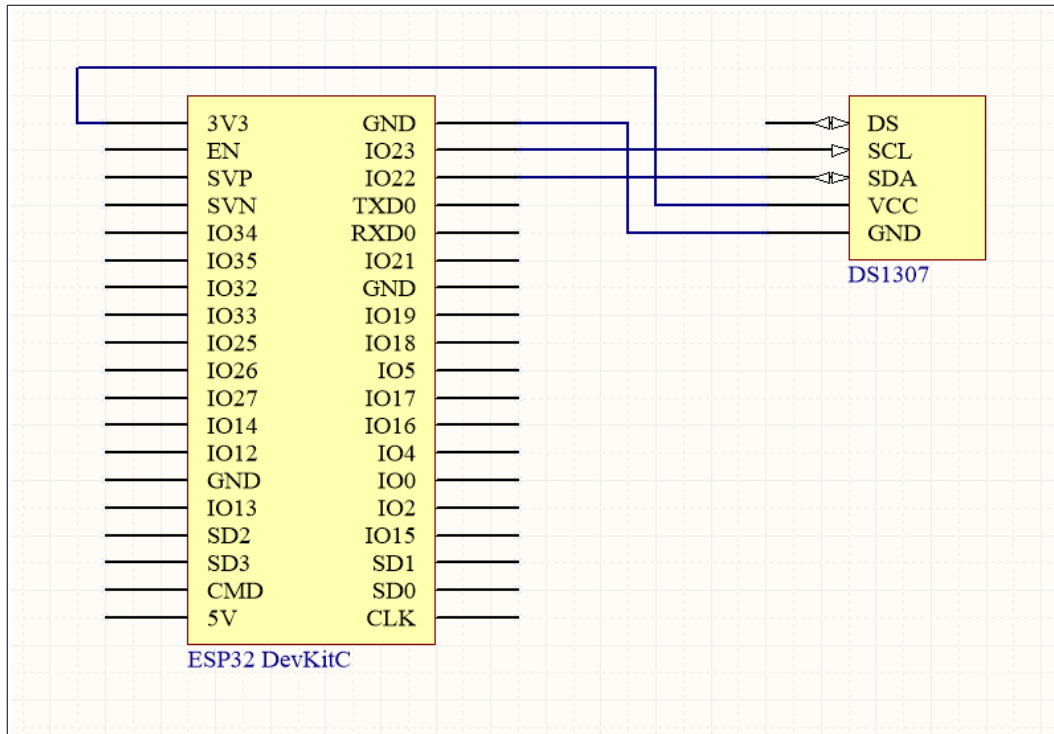 3V3 GND
EN IO23
SVP IO22
SVN TXD0
IO34 RXD0
IO35 IO21
IO32 GND
IO33 IO19
IO25 IO18
IO26 IO5
IO27 IO17
IO14 IO16
IO12 IO4
GND IO0
IO13 IO2
SD2 IO15
SD3 SD1
CMD SD0
5V CLK
ESP32 DevKitC
DS
SCL
SDA
VCC
GND
DS1307